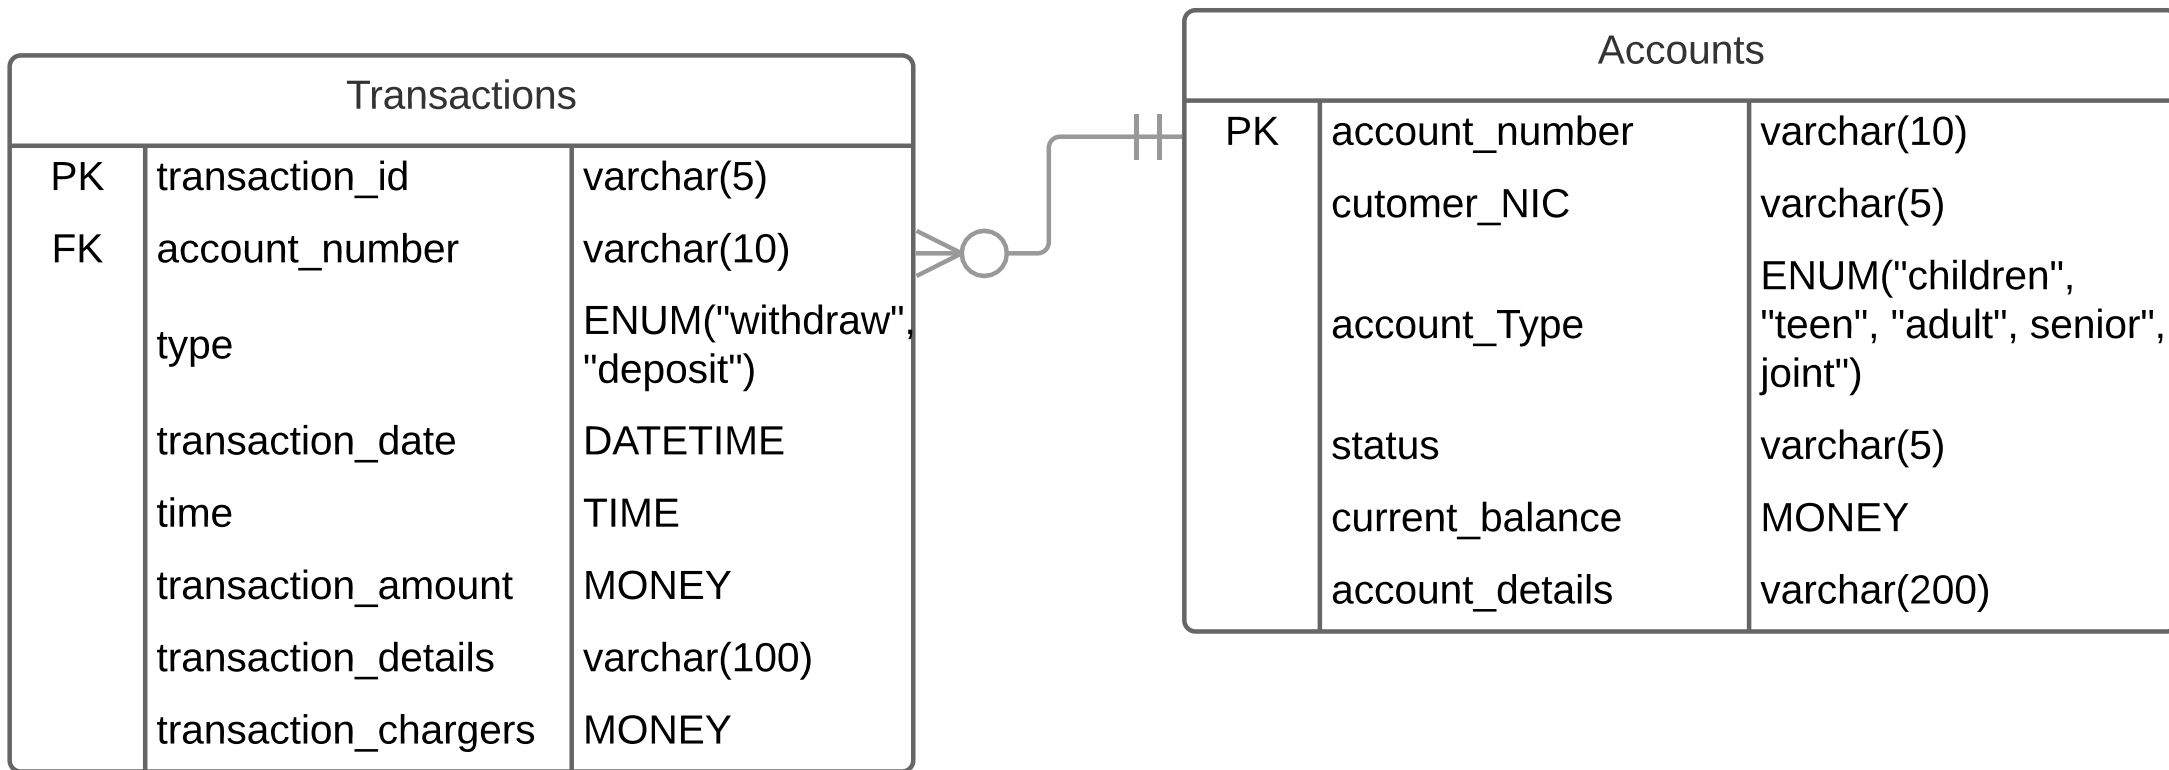 Transactions
PK transaction_id varchar(5)
FK account_number varchar(10)
type ENUM("withdraw",
"deposit")
transaction_date DATETIME
time TIME
transaction_amount MONEY
transaction_details varchar(100)
transaction_chargers MONEY
Accounts
PK account_number varchar(10)
cutomer_NIC varchar(5)
account_Type ENUM("children",
"teen", "adult", senior",
joint")
status varchar(5)
current_balance MONEY
account_details varchar(200)